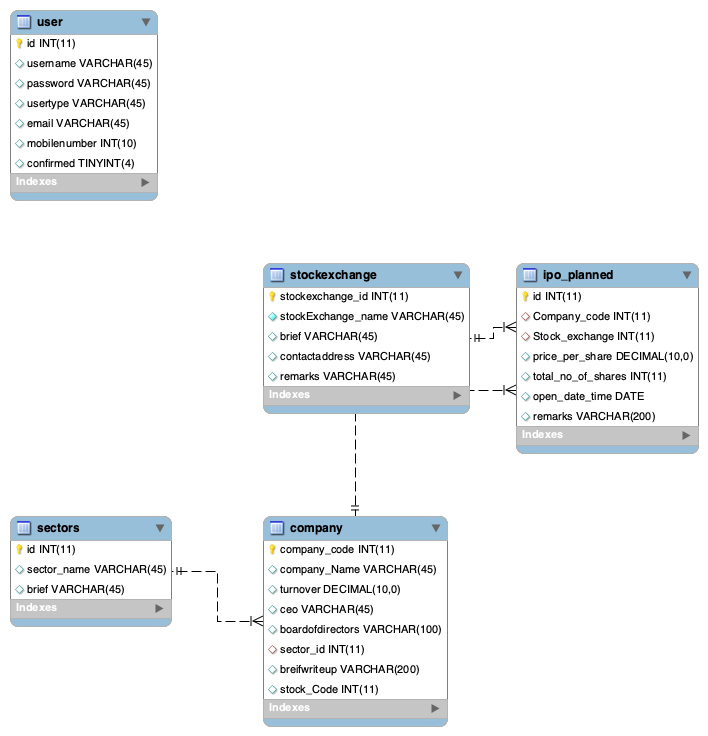 user
id INT(11)
username VARCHAR(45)
password VARCHAR(45)
usertype VARCHAR(45)
email VARCHAR(45)
mobilenumber INT(10)
confirmed TINYINT(4)
Indexes
stockexchange
stockexchange_id INT(11)
stockExchange_name VARCHAR(45)
brief VARCHAR(45)
contactaddress VARCHAR(45)
remarks VARCHAR(45)
Indexes
ipo_planned
id INT(11)
Company_code INT(11)
Stock_exchange INT(11)
price_per_share DECIMAL(10,0)
total_no_of_shares INT(11)
open_date_time DATE
remarks VARCHAR(200)
Indexes
sectors
id INT(11)
sector_name VARCHAR(45)
brief VARCHAR(45)
Indexes
company
company_code INT(11)
company_Name VARCHAR(45)
turnover DECIMAL(10,0)
ceo VARCHAR(45)
boardofdirectors VARCHAR(100)
sector_id INT(11)
breifwriteup VARCHAR(200)
stock_Code INT(11)
Indexes